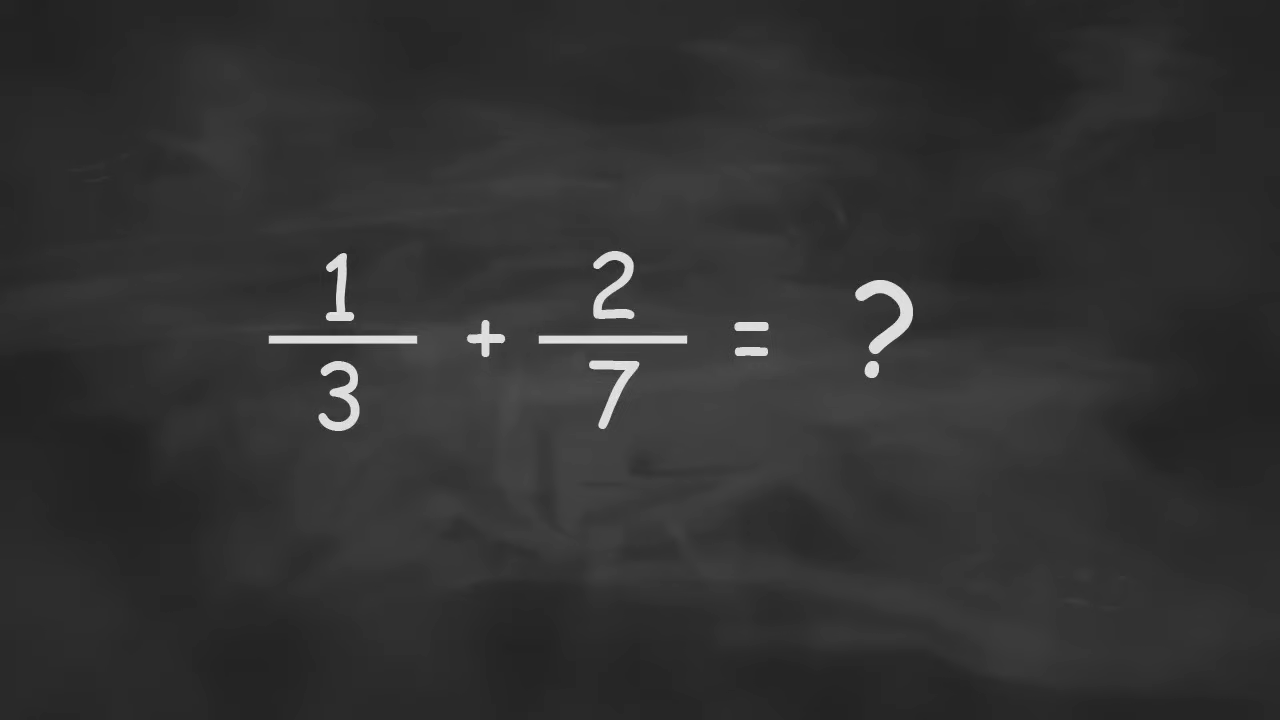 1/3 + 2/7 = ?